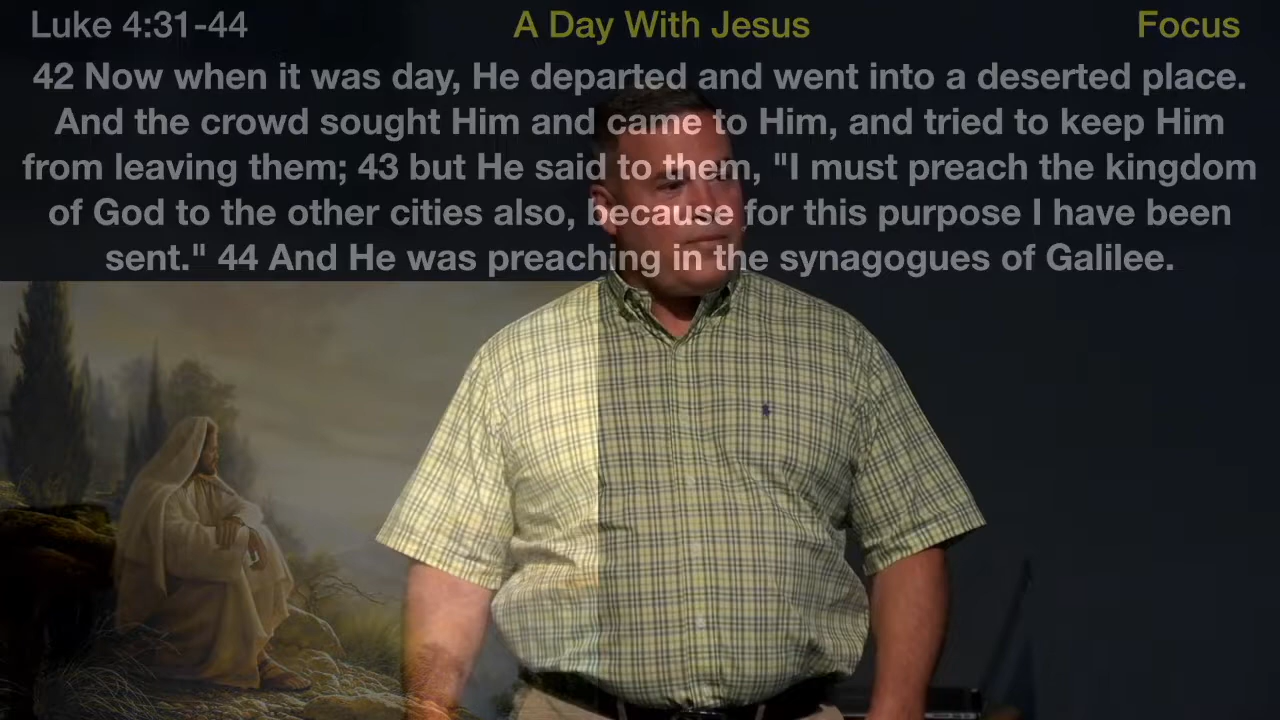 Luke 4:31-44 A Day With Jesus Focus
42 Now when it was day, He departed and went into a deserted place.
And the crowd sought Him and came to Him, and tried to keep Him
from leaving them; 43 but He said to them, "I must preach the kingdom
of God to the other cities also, because for this purpose I have been
sent." 44 And He was preaching in the synagogues of Galilee.